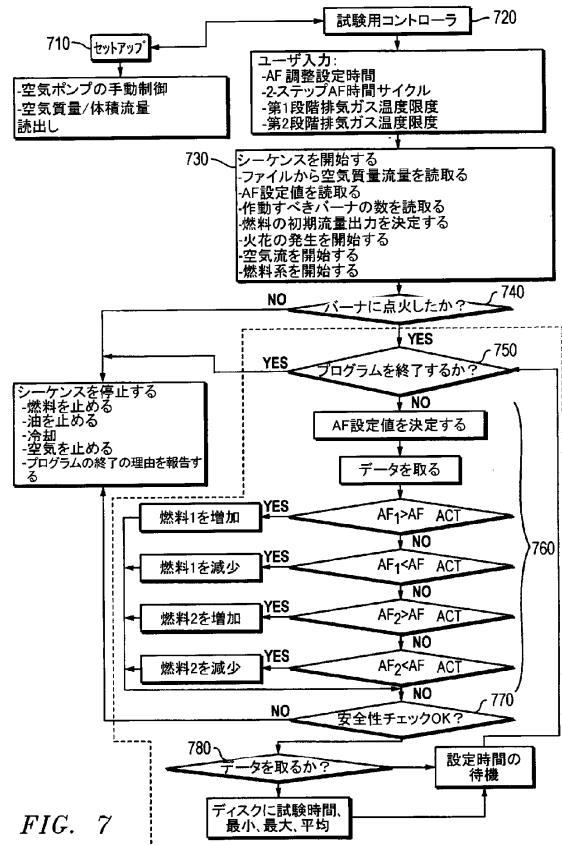 試験用コントローラ
720
710
セットアップ
-空気ポンプの手動制御
-空気質量/体積流量
読出し
ユーザ入力:
-AF調整設定時間
-2-ステップAF時間サイクル
-第1段階排気ガス温度限度
-第2段階排気ガス温度限度
730
シーケンスを開始する
-ファイルから空気質量流量を読取る
-AF設定値を読取る
-作動すべきバーナの数を読取る
-燃料の初期流量出力を決定する
-火花の発生を開始する
-空気流を開始する
-燃料系を開始する
NO
バーナに点火したか?
740
YES
YES
プログラムを終了するか?
750
NO
シーケンスを停止する
-燃料を止める
-油を止める
-冷却
-空気を止める
-プログラムの終了の理由を報告す
る
AF設定値を決定する
データを取る
燃料1を増加
YES
AF1>AF ACT
NO
燃料1を減少
YES
AF1<AF ACT
760
NO
燃料2を増加
YES
AF2>AF ACT
NO
燃料2を減少
YES
AF2<AF ACT
NO
770
NO
安全性チェックOK?
780
データを取るか?
設定時間の
待機
ディスクに試験時間、
最小、最大、平均
FIG. 7